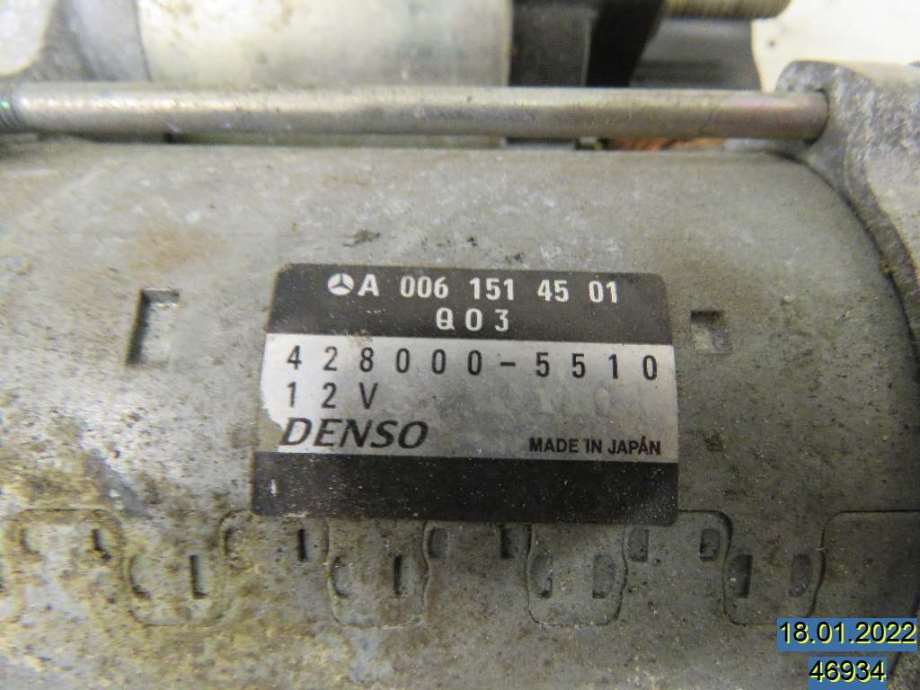 A 006 151 45 01
Q03
428000-5510
12V
DENSO
MADE IN JAPAN
18.01.2022
46934